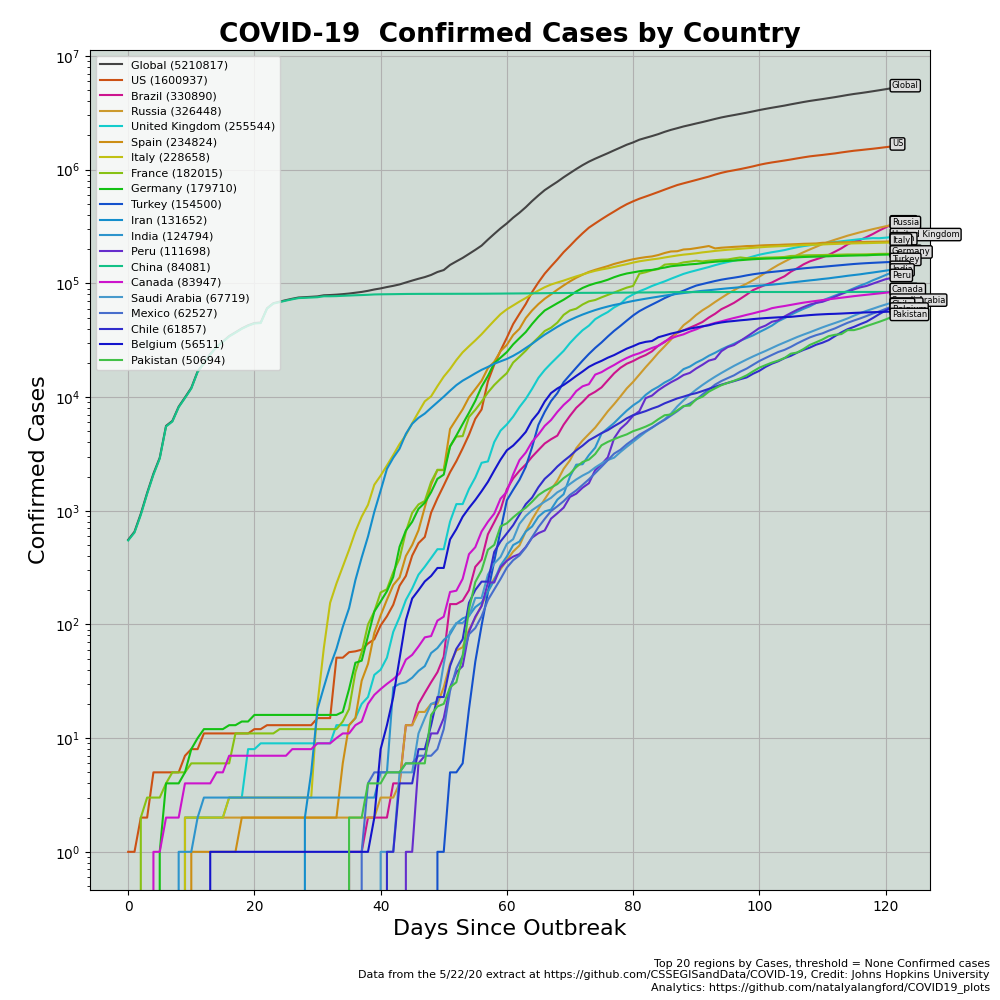 COVID-19  Confirmed Cases by Country
Global (5210817)
US (1600937)
Brazil (330890)
Russia (326448)
United Kingdom (255544)
Spain (234824)
Italy (228658)
France (182015)
Germany (179710)
Turkey (154500)
Iran (131652)
India (124794)
Peru (111698)
China (84081)
Canada (83947)
Saudi Arabia (67719)
Mexico (62527)
Chile (61857)
Belgium (56511)
Pakistan (50694)
Global
US
Russia
Kingdom
Italy
Germany
Turkey
Peru
Canada
Arabia
Pakistan
Confirmed Cases
10⁷
10⁶
10⁵
10⁴
10³
10²
10¹
10⁰
0 20 40 60 80 100 120
Days Since Outbreak
Top 20 regions by Cases, threshold = None Confirmed cases
Data from the 5/22/20 extract at https://github.com/CSSEGISandData/COVID-19, Credit: Johns Hopkins University
Analytics: https://github.com/natalyalangford/COVID19_plots